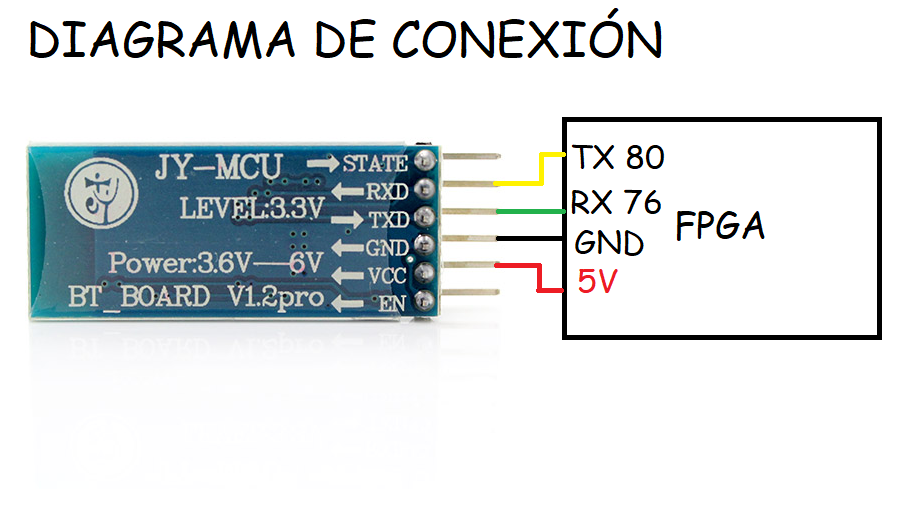 DIAGRAMA DE CONEXIÓN
JY-MCU
STATE
RXD
LEVEL:3.3V
TXD
GND
Power:3.6V—6V
VCC
BT_BOARD V1.2pro
EN
TX 80
RX 76
FPGA
GND
5V